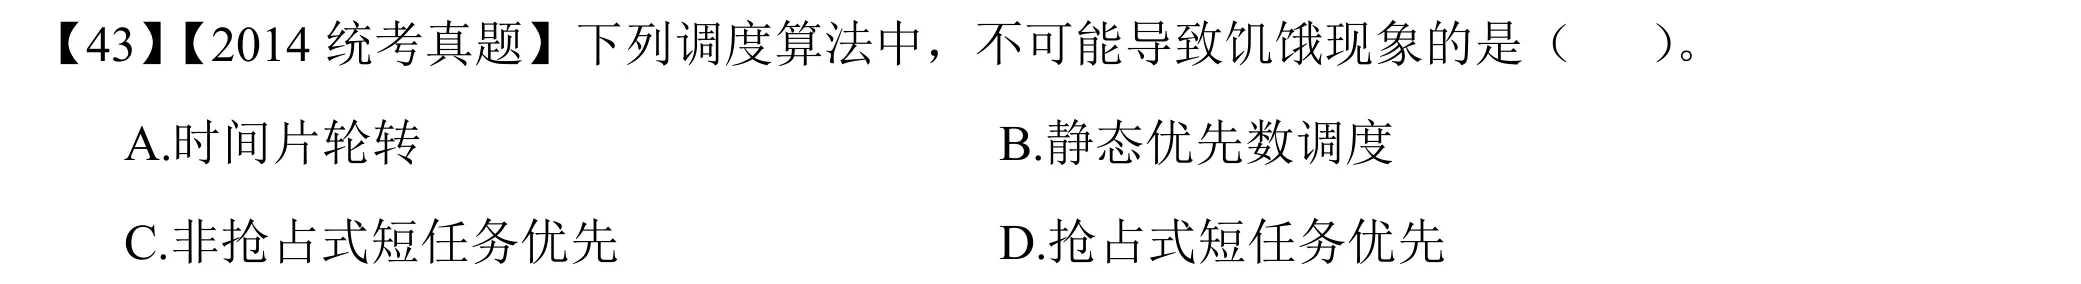 【43】【2014 统考真题】下列调度算法中，不可能导致饥饿现象的是（　　）。
A.时间片轮转　　B.静态优先数调度
C.非抢占式短任务优先　　D.抢占式短任务优先